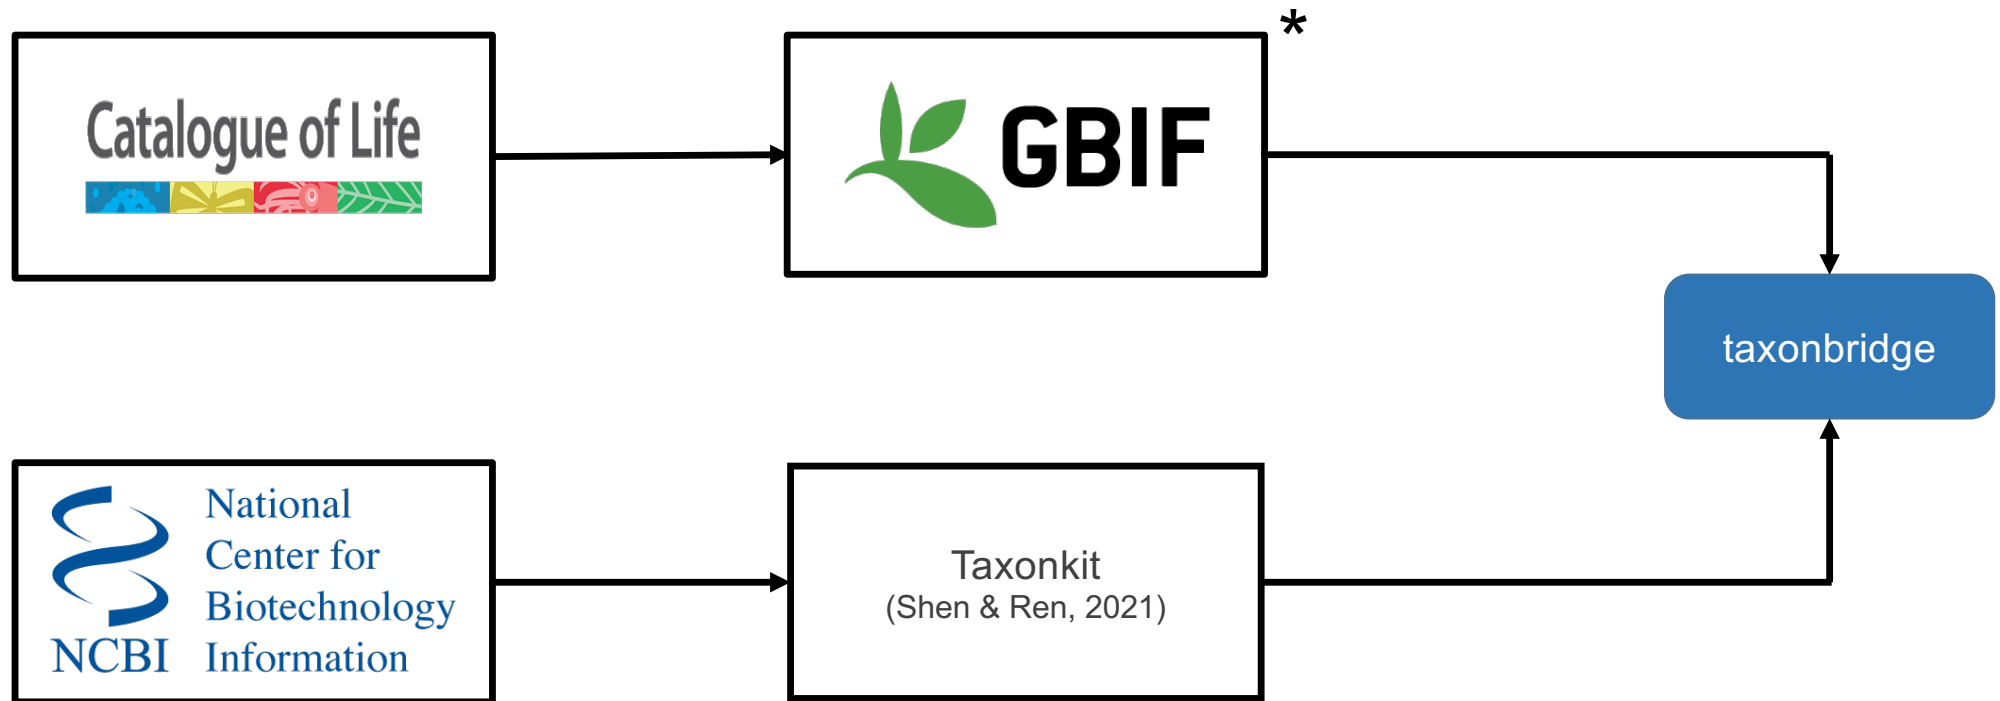 Catalogue of Life
GBIF
*
taxonbridge
National
Center for
Biotechnology
Information
NCBI
Taxonkit
(Shen & Ren, 2021)